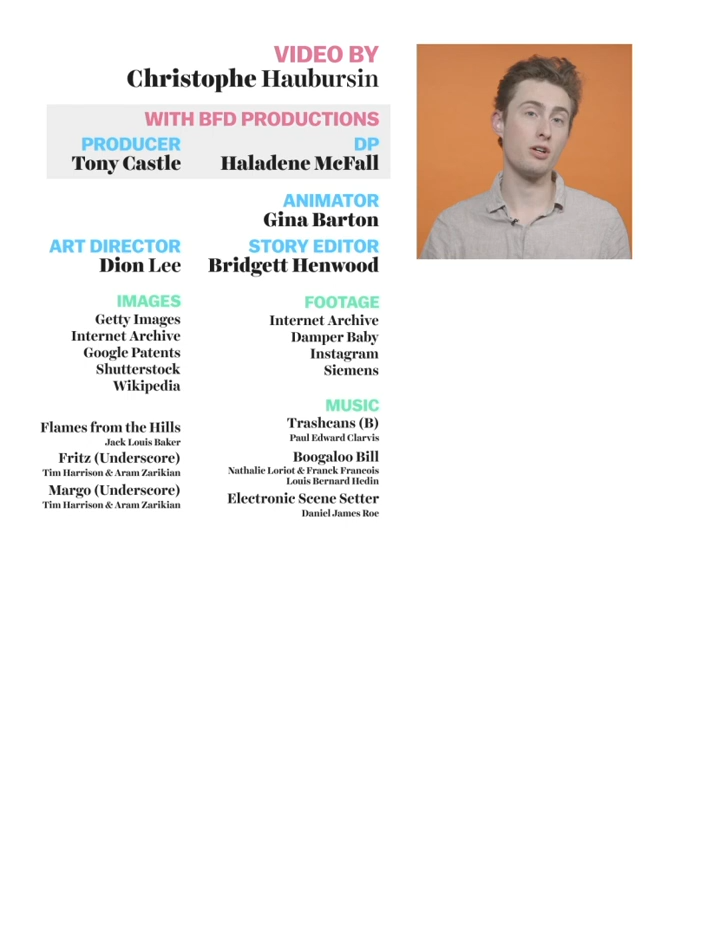 VIDEO BY
Christophe Haubursin
WITH BFD PRODUCTIONS
PRODUCER
Tony Castle
DP
Haladene McFall
ANIMATOR
Gina Barton
ART DIRECTOR
Dion Lee
STORY EDITOR
Bridgett Henwood
IMAGES
Getty Images
Internet Archive
Google Patents
Shutterstock
Wikipedia
FOOTAGE
Internet Archive
Damper Baby
Instagram
Siemens
MUSIC
Flames from the Hills
Jack Louis Baker
Fritz (Underscore)
Tim Harrison & Aram Zarikian
Margo (Underscore)
Tim Harrison & Aram Zarikian
Trashcans (B)
Paul Edward Clarvis
Boogaloo Bill
Nathalie Loriot & Franck Francois
Louis Bernard Hedin
Electronic Scene Setter
Daniel James Roe